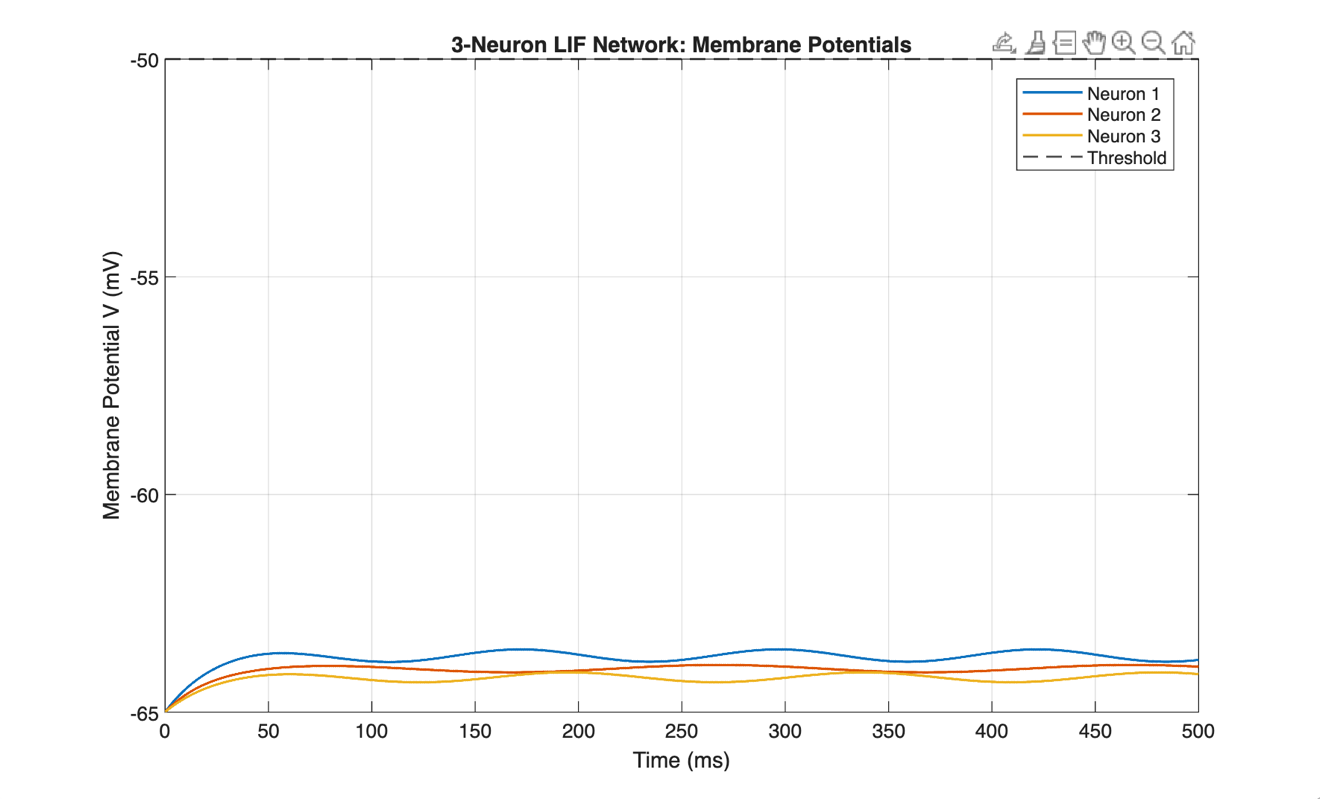 3-Neuron LIF Network: Membrane Potentials
-50
-55
-60
-65
Membrane Potential V (mV)
Neuron 1
Neuron 2
Neuron 3
Threshold
0 50 100 150 200 250 300 350 400 450 500
Time (ms)